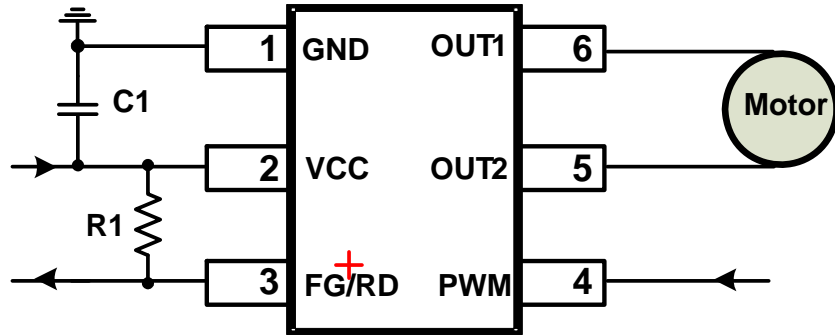 1 GND OUT1 6
C1 Motor
2 VCC OUT2 5
R1
3 FG/RD PWM 4